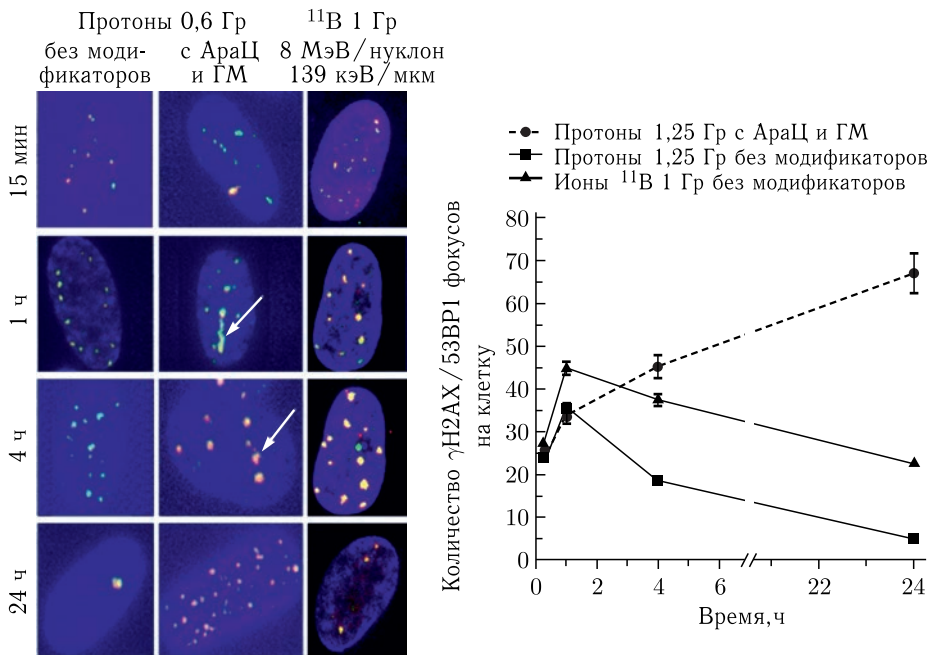 Протоны 0,6 Гр
без моди-
фикаторов
с АраЦ
и ГМ
¹¹B 1 Гр
8 МэВ/нуклон
139 кэВ/мкм
15 мин
1 ч
4 ч
24 ч
Протоны 1,25 Гр с АраЦ и ГМ
Протоны 1,25 Гр без модификаторов
Ионы ¹¹B 1 Гр без модификаторов
Количество γH2AX/53BP1 фокусов
на клетку
80
70
60
50
40
30
20
10
0
0 2 4 6 22 24
Время,ч